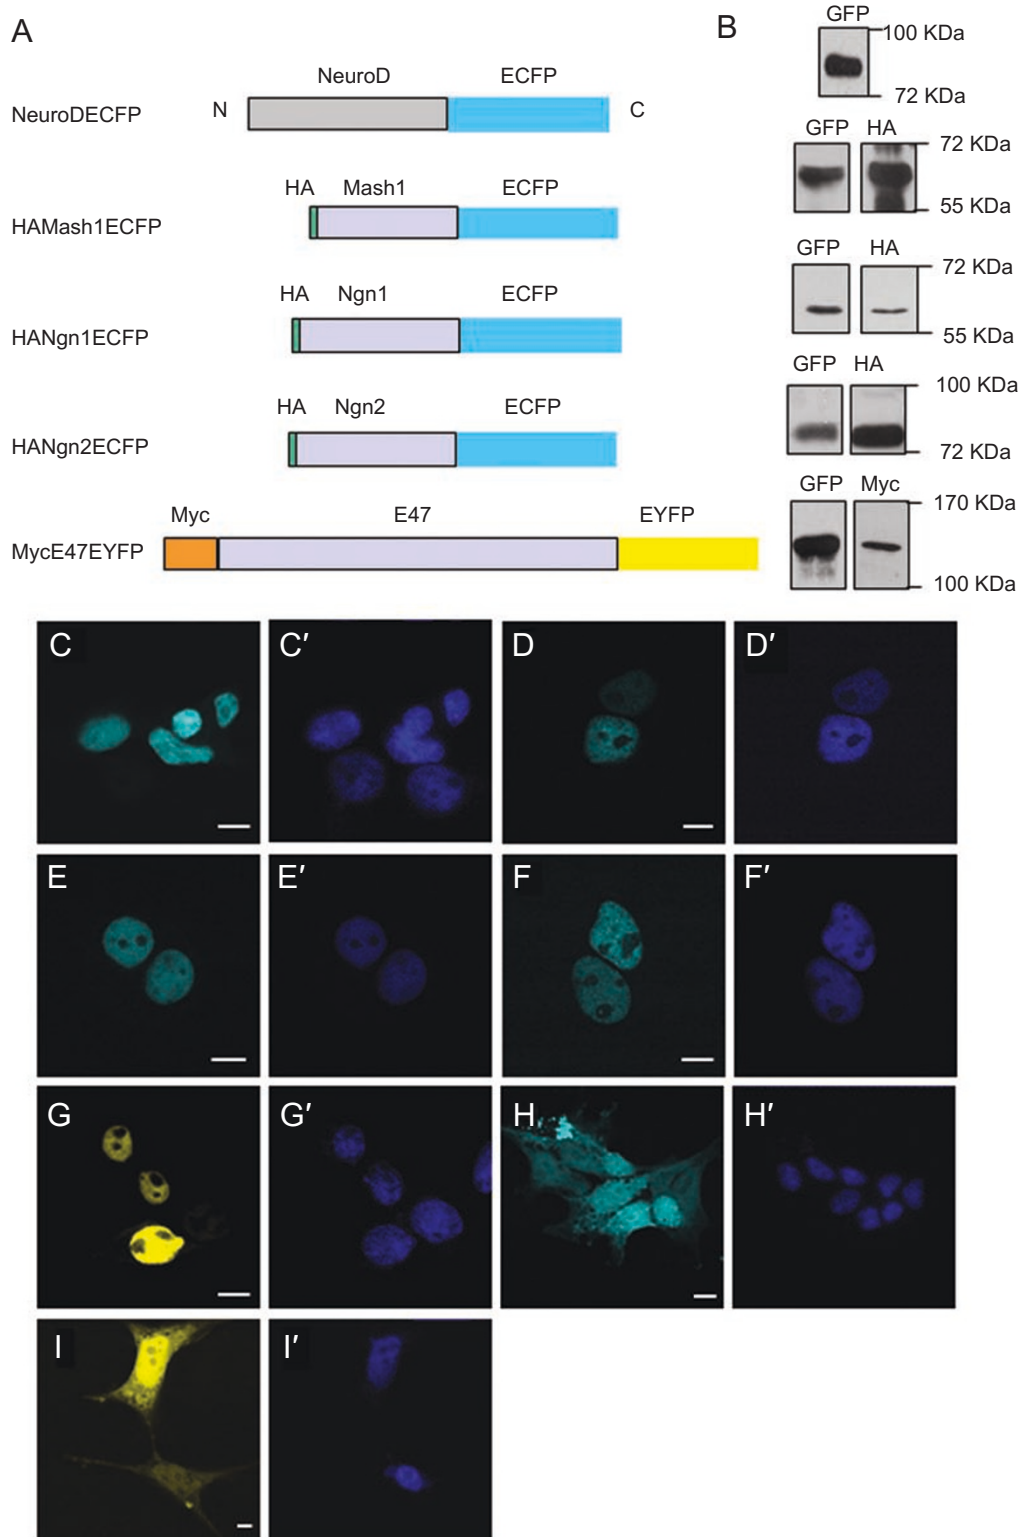 A
NeuroD ECFP
NeuroDECFP N C
HA Mash1 ECFP
HAMash1ECFP
HA Ngn1 ECFP
HANgn1ECFP
HA Ngn2 ECFP
HANgn2ECFP
Myc E47 EYFP
MycE47EYFP
B
GFP
100 KDa
72 KDa
GFP HA
72 KDa
55 KDa
GFP HA
72 KDa
55 KDa
GFP HA
100 KDa
72 KDa
GFP Myc
170 KDa
100 KDa
C C′ D D′
E E′ F F′
G G′ H H′
I I′